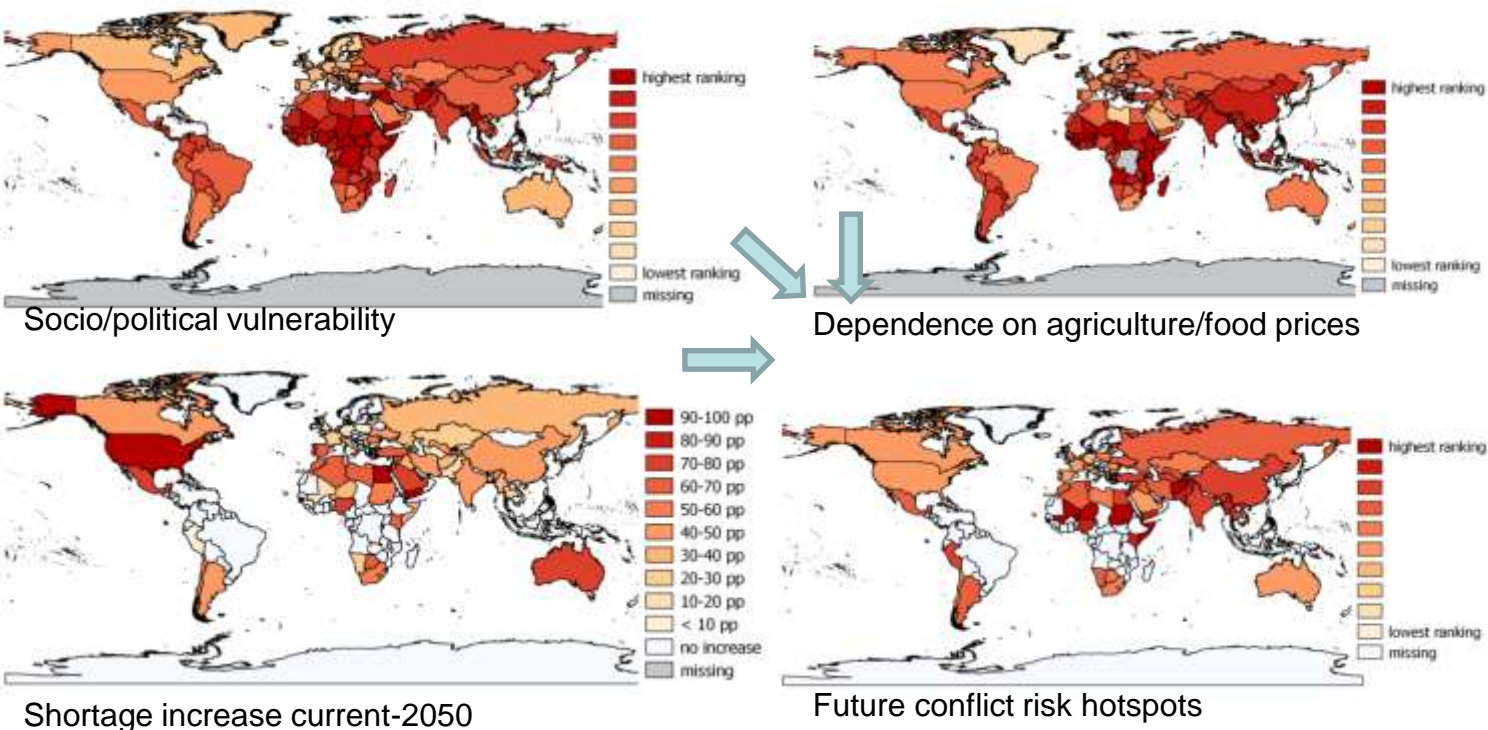 highest ranking
lowest ranking
missing
Socio/political vulnerability
highest ranking
lowest ranking
missing
Dependence on agriculture/food prices
90-100 pp
80-90 pp
70-80 pp
60-70 pp
50-60 pp
40-50 pp
30-40 pp
20-30 pp
10-20 pp
< 10 pp
no increase
missing
Shortage increase current-2050
highest ranking
lowest ranking
missing
Future conflict risk hotspots